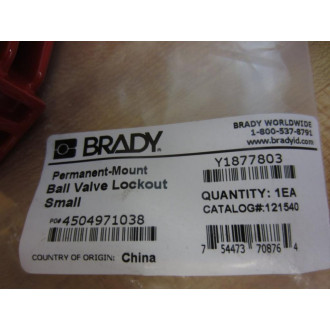 BRADY
BRADY WORLDWIDE
1-800-537-8791
www.bradyid.com
Permanent-Mount
Ball Valve Lockout
Small
Y1877803
QUANTITY: 1EA
CATALOG#:121540
PO# 4504971038
7 54473 70876 4
COUNTRY OF ORIGIN: China